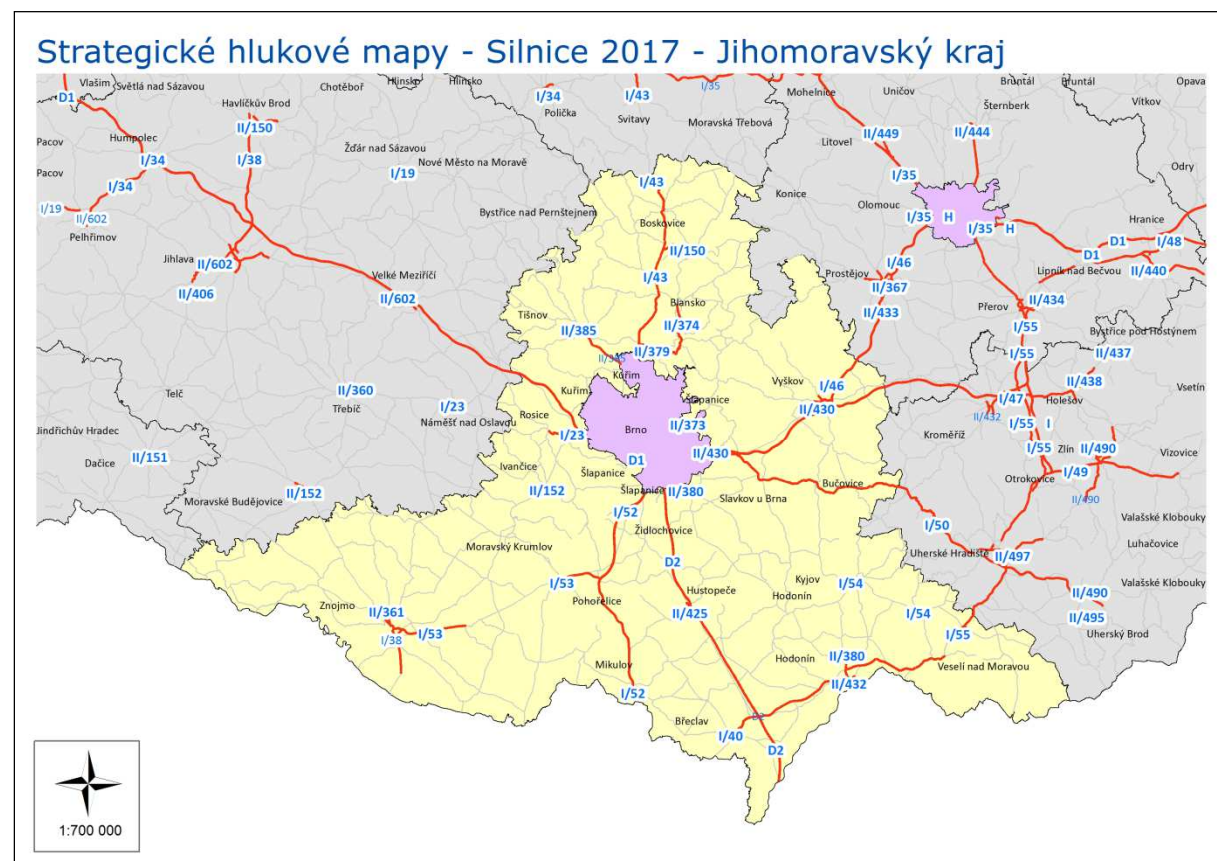 Strategické hlukové mapy - Silnice 2017 - Jihomoravský kraj
Vlašim
Světlá nad Sázavou
Chotěboř
Hlinsko
Hlinsko
I/34
I/43
I/35
Mohelnice
Uničov
Bruntál
Bruntál
Opava
D1
Havlíčkův Brod
Polička
Svitavy
Moravská Třebová
Šternberk
Vítkov
Pacov
Humpolec
II/150
Litovel
II/449
II/444
I/34
I/38
Žďár nad Sázavou
Nové Město na Moravě
Odry
Pacov
I/34
I/19
I/43
I/35
I/19
II/602
Bystřice nad Pernštejnem
Konice
Olomouc
I/35
H
Hranice
Pelhřimov
Boskovice
I/35
H
D1
I/48
Jihlava
II/602
II/150
I/46
D1
Lipník nad Bečvou
II/440
II/406
Velké Meziříčí
II/602
I/43
Prostějov
II/367
II/434
Blansko
II/433
Přerov
Tišnov
II/385
II/374
I/55
Bystřice pod Hostýnem
II/379
I/55
II/437
Kuřim
Vyškov
II/438
Telč
II/360
Kuřim
I/46
Vsetín
Třebíč
I/23
Šlapanice
II/430
I/47
Holešov
Náměšť nad Oslavou
Rosice
II/373
II/432
I/55
I
Jindřichův Hradec
I/23
Brno
Kroměříž
I/55
Zlín
II/490
Dačice
II/151
D1
II/430
Vizovice
Ivančice
Šlapanice
I/49
Otrokovice
II/152
II/152
Šlapanice
II/380
Slavkov u Brna
Bučovice
II/490
Moravské Budějovice
I/52
Valašské Klobouky
Židlochovice
I/50
Moravský Krumlov
Luhačovice
Uherské Hradiště
II/497
D2
I/53
Kyjov
I/54
Valašské Klobouky
Hustopeče
Pohořelice
Hodonín
II/490
Znojmo
II/361
II/425
I/54
II/495
I/38
I/53
I/55
Uherský Brod
Mikulov
Hodonín
II/380
Veselí nad Moravou
I/52
II/432
Břeclav
D2
I/40
D2
1:700 000